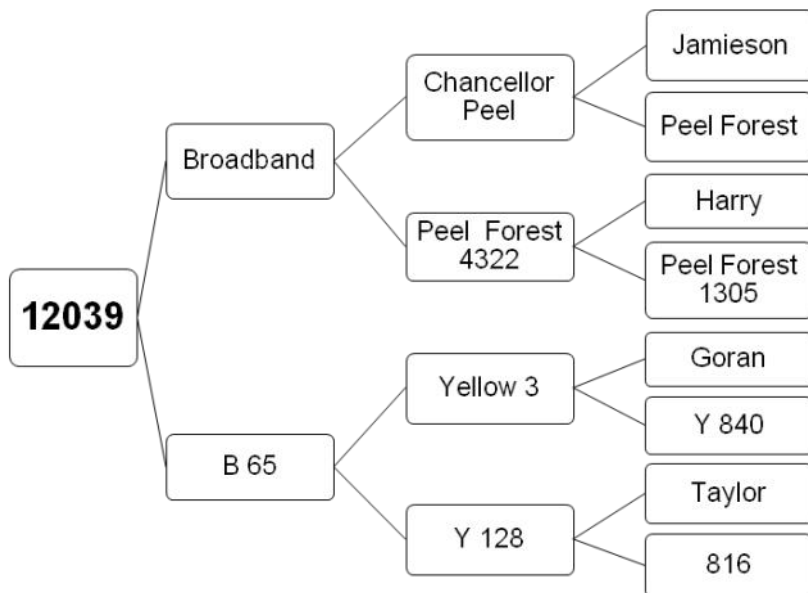 Jamieson
Chancellor
Peel
Peel Forest
Broadband
Harry
Peel Forest
4322
Peel Forest
1305
12039
Goran
Yellow 3
Y 840
B 65
Taylor
Y 128
816